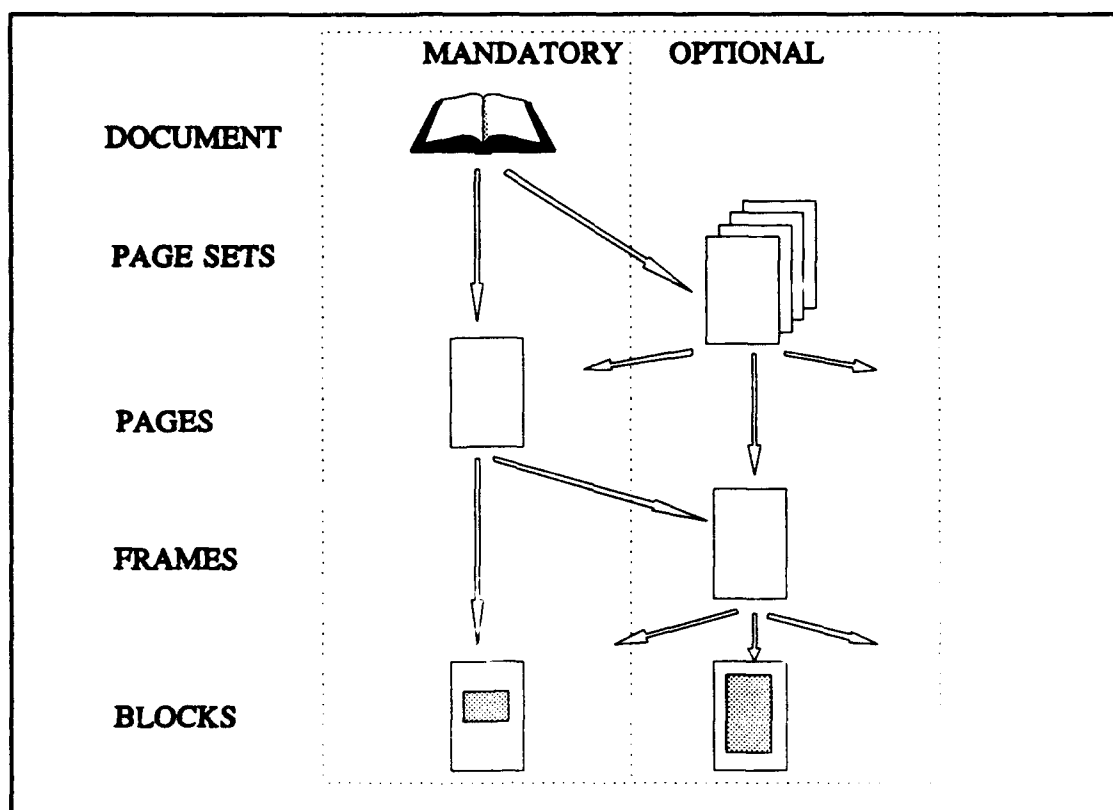 MANDATORY OPTIONAL
DOCUMENT
PAGE SETS
PAGES
FRAMES
BLOCKS